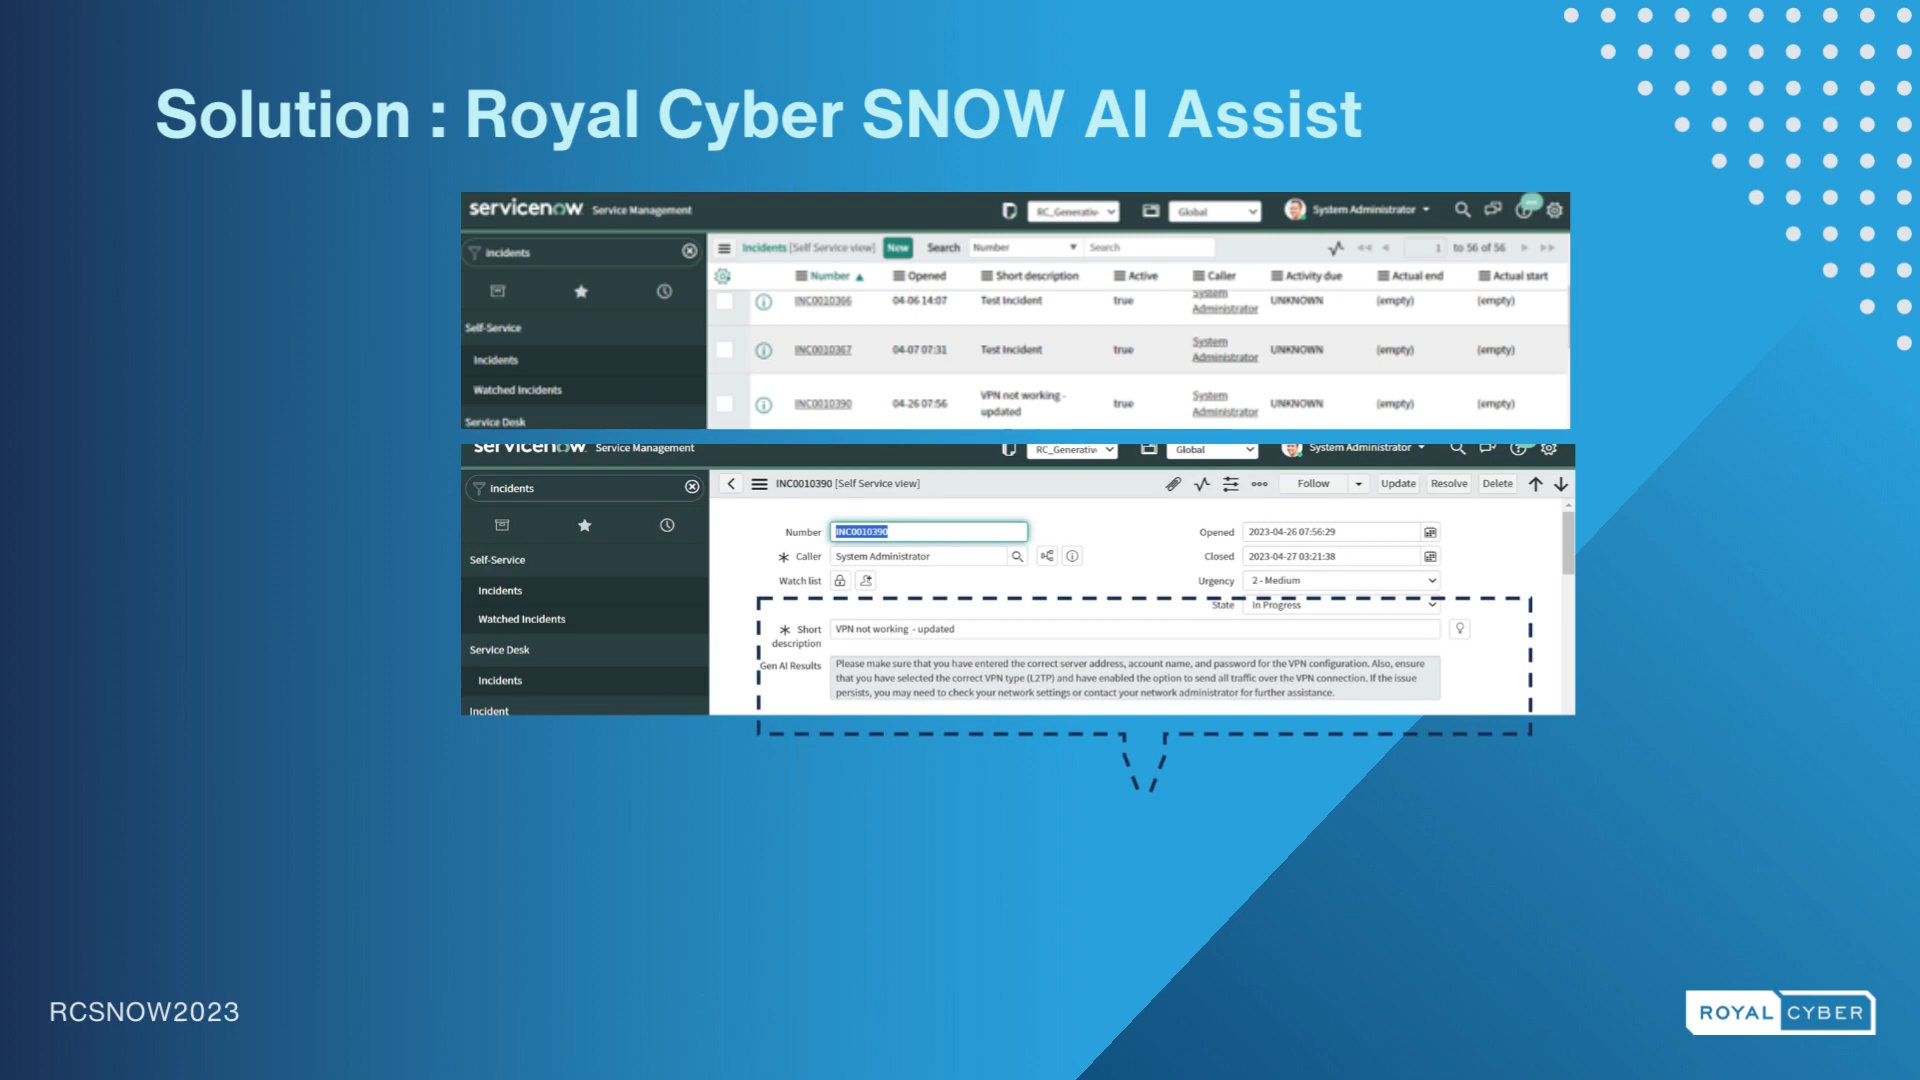 Solution : Royal Cyber SNOW AI Assist
servicenow Service Management
RC_Generativ
Global
System Administrator
incidents
Incidents [Self Service view] New Search Number Search 1 to 56 of 56
Number Opened Short description Active Caller Activity due Actual end Actual start
INC0010366 04-06 14:07 Test Incident true System Administrator UNKNOWN (empty) (empty)
INC0010367 04-07 07:31 Test Incident true System Administrator UNKNOWN (empty) (empty)
INC0010390 04-26 07:56 VPN not working - updated true System Administrator UNKNOWN (empty) (empty)
Self-Service
Incidents
Watched Incidents
Service Desk
servicenow Service Management
RC_Generativ
Global
System Administrator
incidents
Self-Service
Incidents
Watched Incidents
Service Desk
Incidents
Incident
INC0010390 [Self Service view]
Follow Update Resolve Delete
Number INC0010390
Caller System Administrator
Watch list
Opened 2023-04-26 07:56:29
Closed 2023-04-27 03:21:38
Urgency 2 - Medium
State In Progress
Short description VPN not working - updated
Gen AI Results
Please make sure that you have entered the correct server address, account name, and password for the VPN configuration. Also, ensure
that you have selected the correct VPN type (L2TP) and have enabled the option to send all traffic over the VPN connection. If the issue
persists, you may need to check your network settings or contact your network administrator for further assistance.
RCSNOW2023
ROYAL CYBER